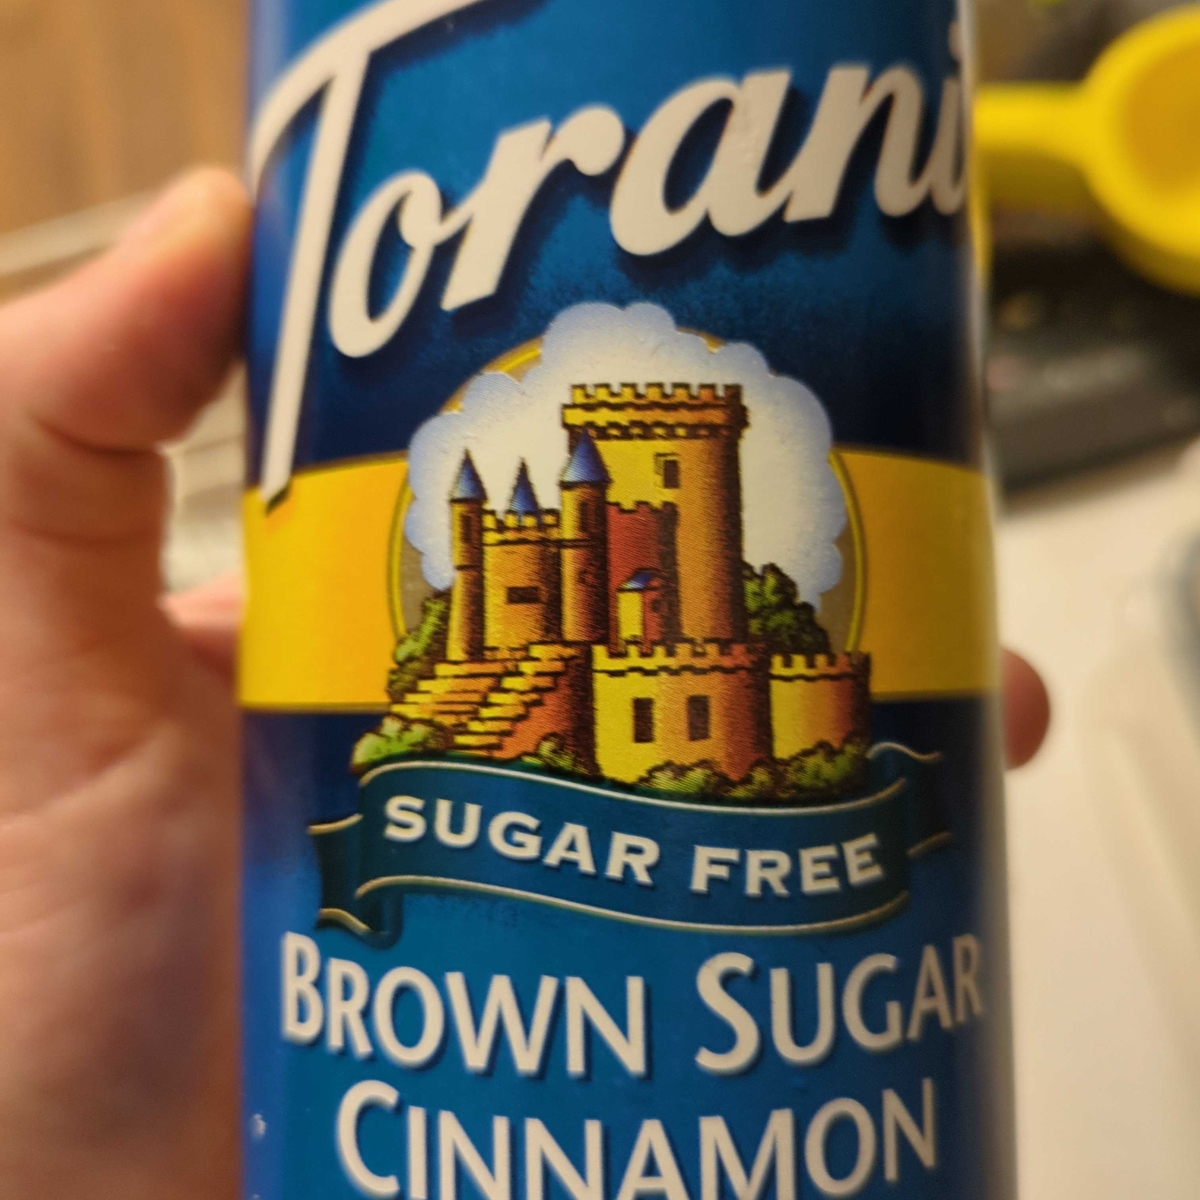 Torani
SUGAR FREE
BROWN SUGAR
CINNAMON